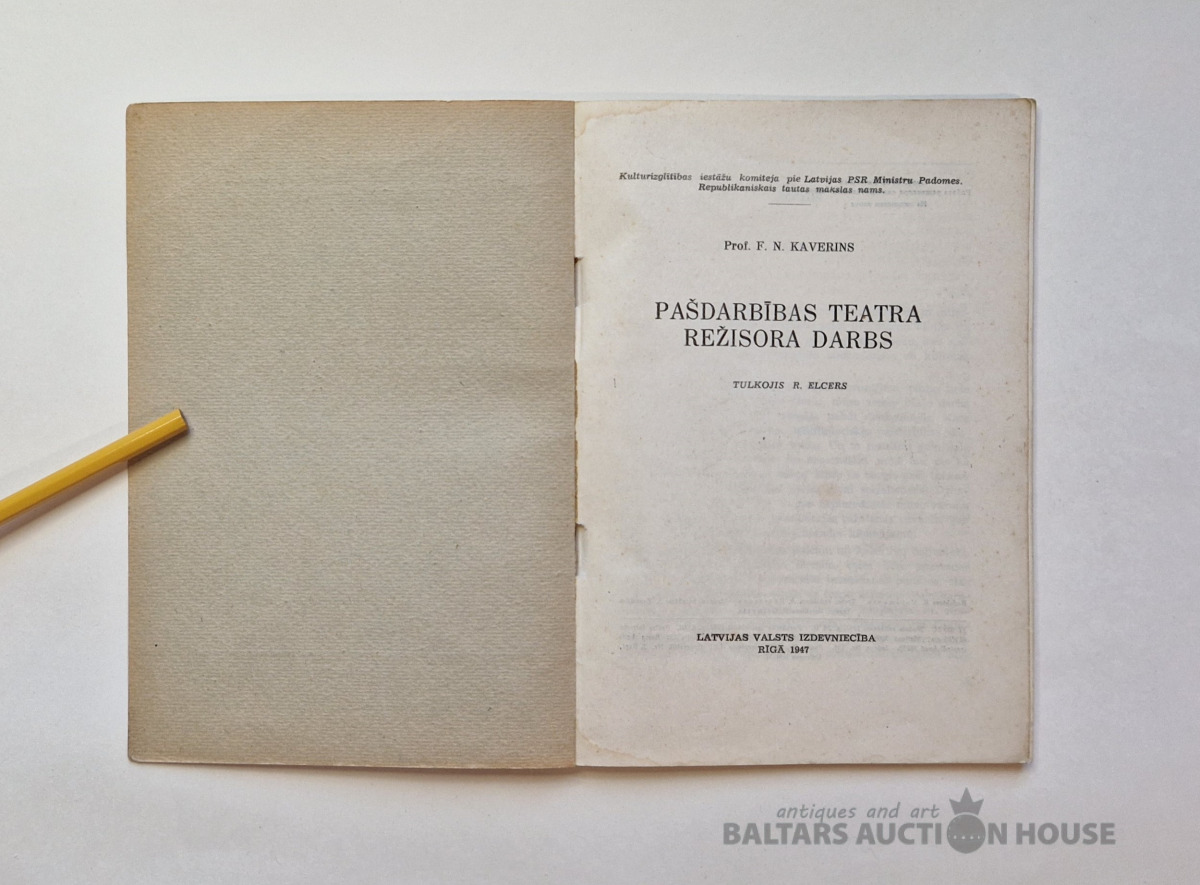 Kulturizglītības iestāžu komiteja pie Latvijas PSR Ministru Padomes.
Republikaniskais tautas makslas nams.
Prof. F. N. KAVERINS
PAŠDARBĪBAS TEATRA
REŽISORA DARBS
TULKOJIS R. ELCERS
LATVIJAS VALSTS IZDEVNIECĪBA
RĪGĀ 1947
antiques and art
BALTARS AUCTION HOUSE